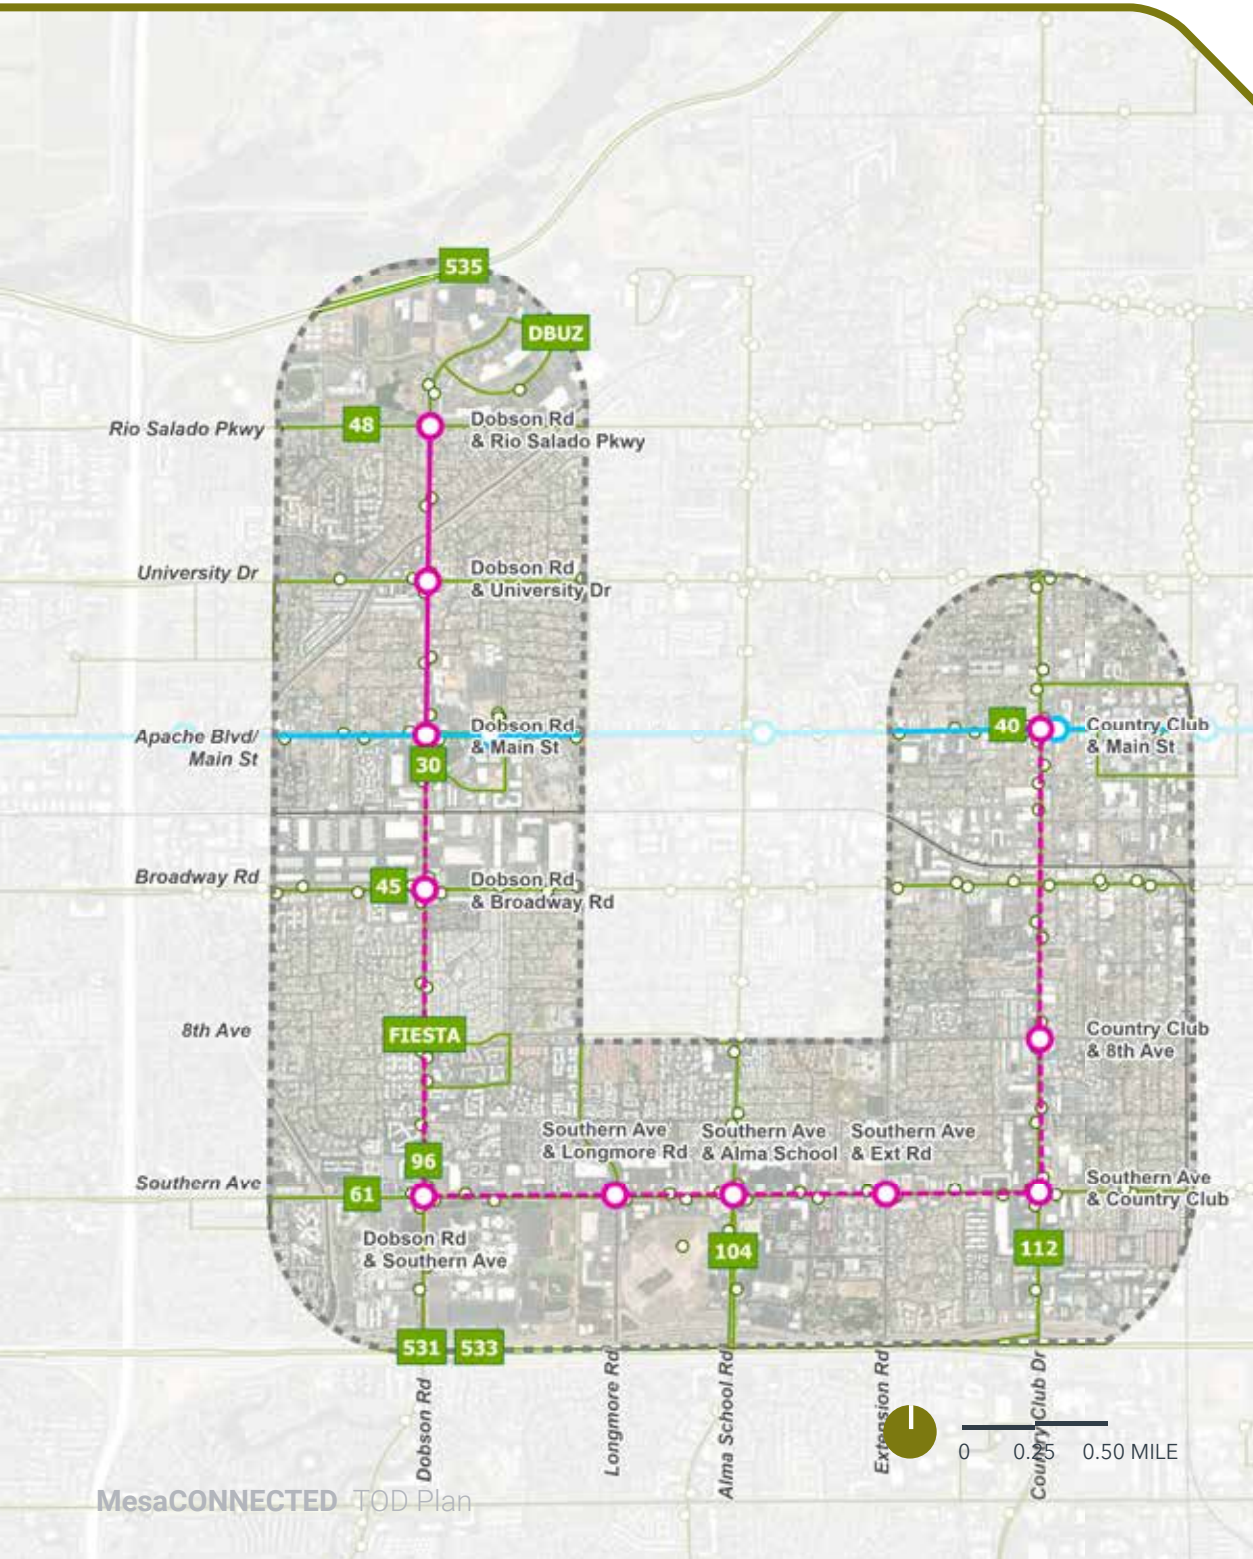 535
DBUZ
48
Rio Salado Pkwy
Dobson Rd
& Rio Salado Pkwy
University Dr
Dobson Rd
& University Dr
Apache Blvd/
Main St
Dobson Rd
& Main St
40
Country Club
& Main St
30
Broadway Rd
45
Dobson Rd
& Broadway Rd
8th Ave
FIESTA
Country Club
& 8th Ave
Southern Ave
& Longmore Rd
Southern Ave
& Alma School
Southern Ave
& Ext Rd
96
Southern Ave
61
Southern Ave
& Country Club
Dobson Rd
& Southern Ave
104
112
531
533
Dobson Rd
Longmore Rd
Alma School Rd
Extension Rd
Country Club Dr
0 0.25 0.50 MILE
MesaCONNECTED TOD Plan